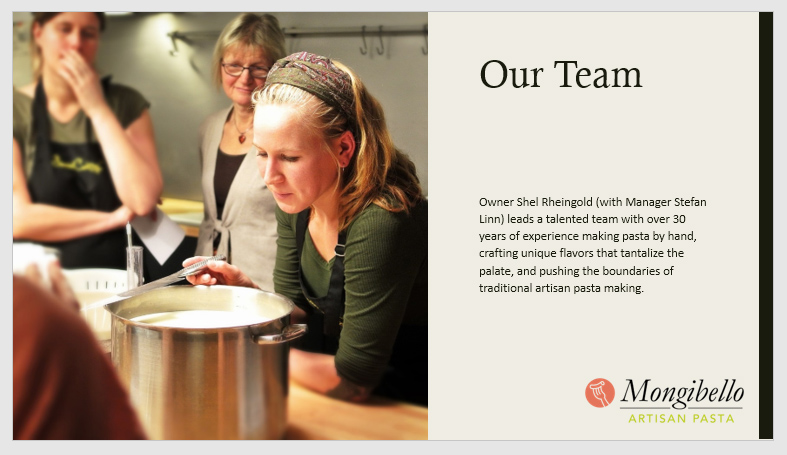 Our Team
Owner Shel Rheingold (with Manager Stefan
Linn) leads a talented team with over 30
years of experience making pasta by hand,
crafting unique flavors that tantalize the
palate, and pushing the boundaries of
traditional artisan pasta making.
Mongibello
ARTISAN PASTA